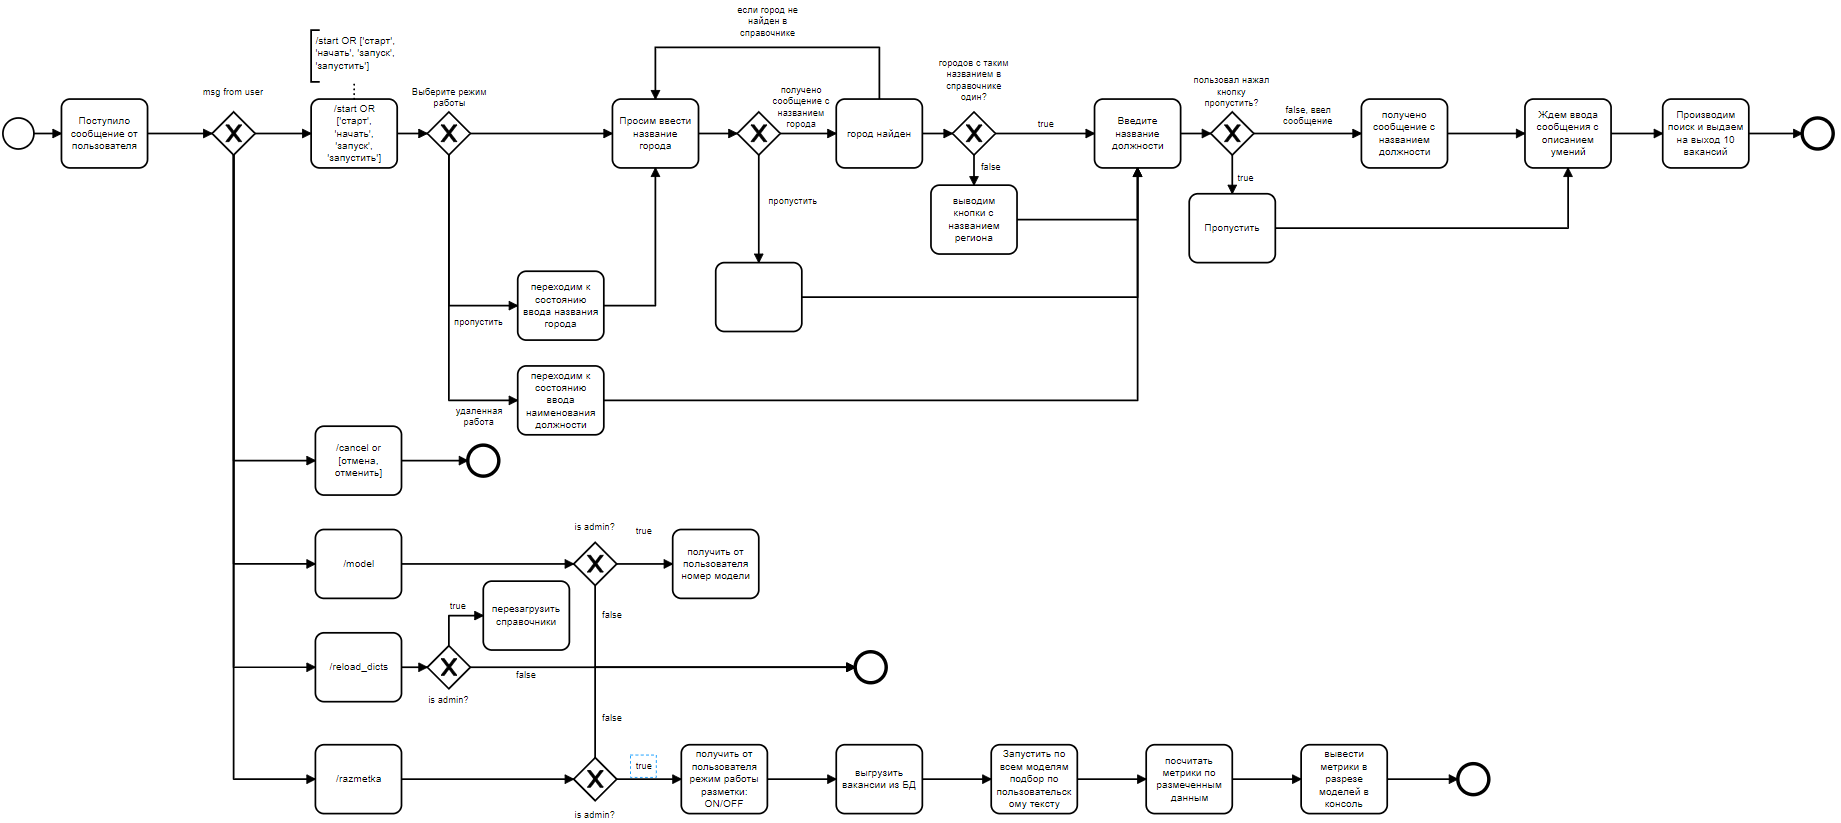 если город не
найден в
справочнике
/start OR ['старт',
'начать', 'запуск',
'запустить']
msg from user
Поступило
сообщение от
пользователя
/start OR
['старт',
'начать',
'запуск',
'запустить']
Выберите режим
работы
Просим ввести
название
города
получено
сообщение с
названием
города
город найден
городов с таким
названием в
справочнике
один?
true
false
выводим
кнопки с
названием
региона
Введите
название
должности
пользовал нажал
кнопку
пропустить?
false, ввел
сообщение
true
Пропустить
получено
сообщение с
названием
должности
Ждем ввода
сообщения с
описанием
умений
Производим
поиск и выдаем
на выход 10
вакансий
пропустить
переходим к
состоянию
ввода названия
города
пропустить
переходим к
состоянию
ввода
наименования
должности
удаленная
работа
/cancel or
[отмена,
отменить]
/model
is admin?
true
получить от
пользователя
номер модели
false
/reload_dicts
true
перезагрузить
справочники
false
is admin?
false
/razmetka
true
is admin?
получить от
пользователя
режим работы
разметки:
ON/OFF
выгрузить
вакансии из БД
Запустить по
всем моделям
подбор по
пользовательск
ому тексту
посчитать
метрики по
размеченным
данным
вывести
метрики в
разрезе
моделей в
консоль